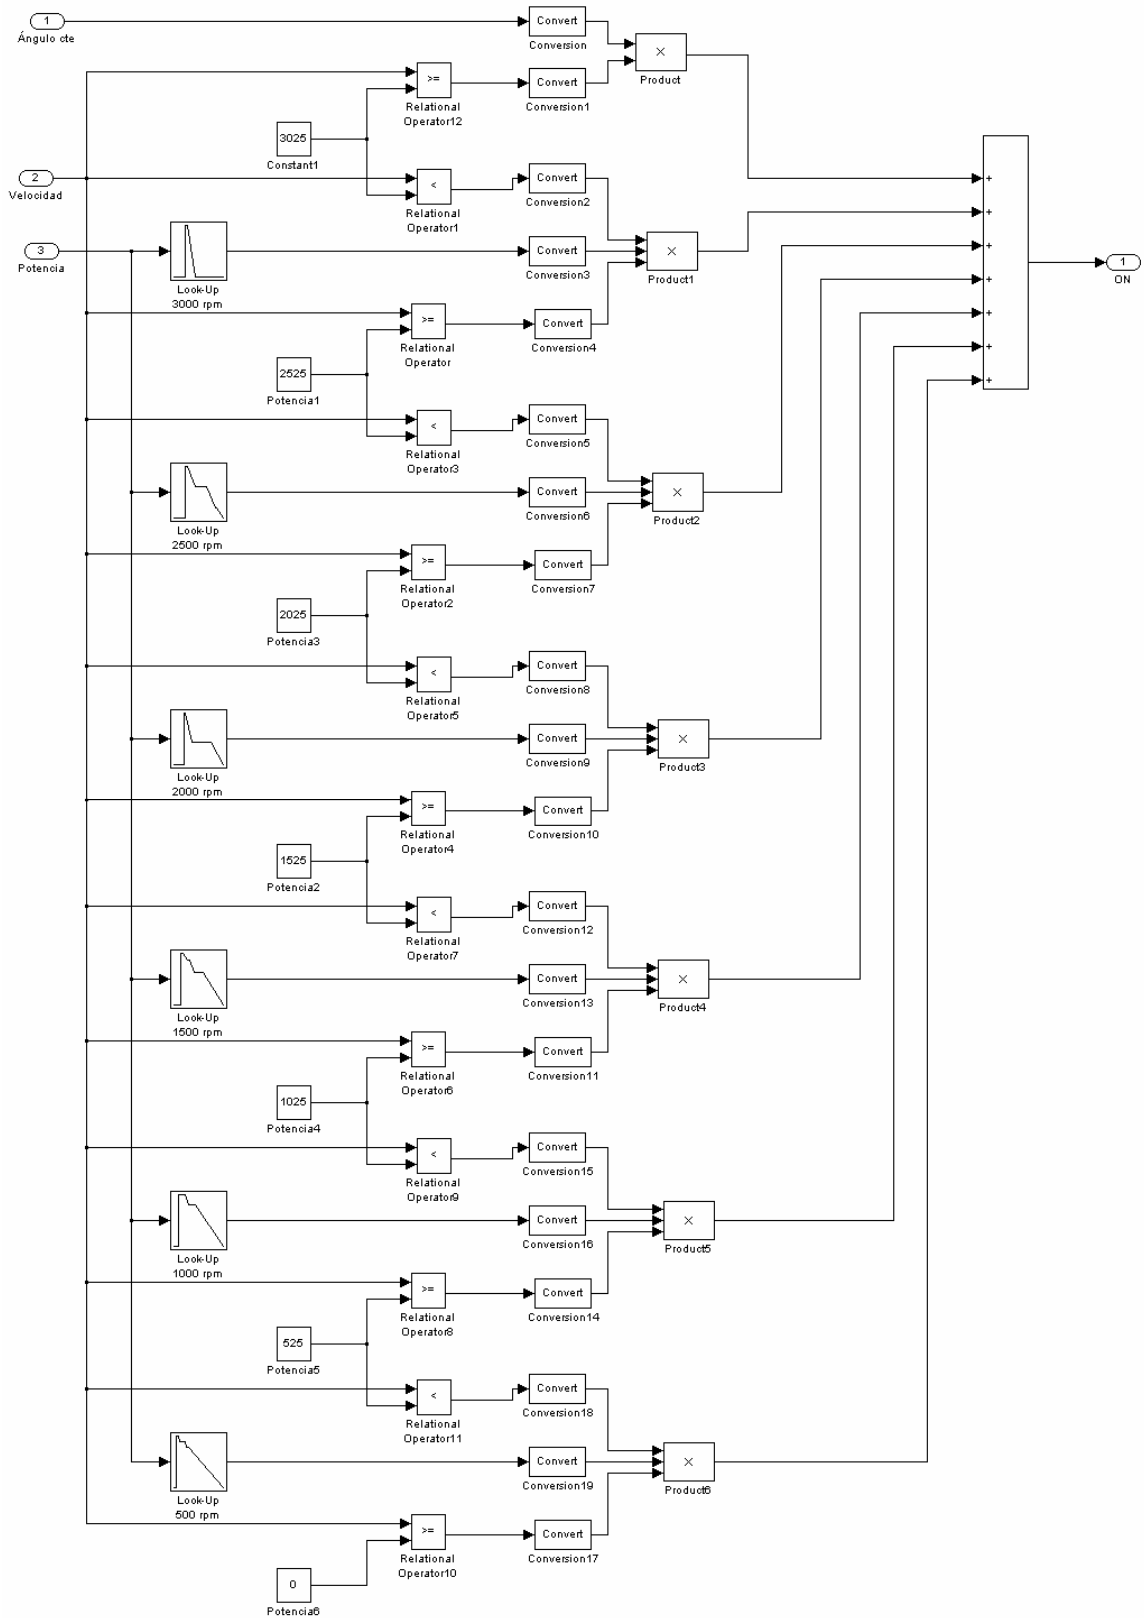 1
Ángulo cte
Convert
Conversion
×
Product
>=
Relational
Operator12
Convert
Conversion1
3025
Constant1
2
Velocidad
<
Relational
Operator1
Convert
Conversion2
3
Potencia
Look-Up
3000 rpm
Convert
Conversion3
×
Product1
>=
Relational
Operator
Convert
Conversion4
+
+
+
+
+
+
+
1
ON
2525
Potencia1
<
Relational
Operator3
Convert
Conversion5
Look-Up
2500 rpm
Convert
Conversion6
×
Product2
>=
Relational
Operator2
Convert
Conversion7
2025
Potencia3
<
Relational
Operator5
Convert
Conversion8
Look-Up
2000 rpm
Convert
Conversion9
×
Product3
>=
Relational
Operator4
Convert
Conversion10
1525
Potencia2
<
Relational
Operator7
Convert
Conversion12
Look-Up
1500 rpm
Convert
Conversion13
×
Product4
>=
Relational
Operator6
Convert
Conversion11
1025
Potencia4
<
Relational
Operator9
Convert
Conversion15
Look-Up
1000 rpm
Convert
Conversion16
×
Product5
>=
Relational
Operator8
Convert
Conversion14
525
Potencia5
<
Relational
Operator11
Convert
Conversion18
Look-Up
500 rpm
Convert
Conversion19
×
Product6
>=
Relational
Operator10
Convert
Conversion17
0
Potencia6